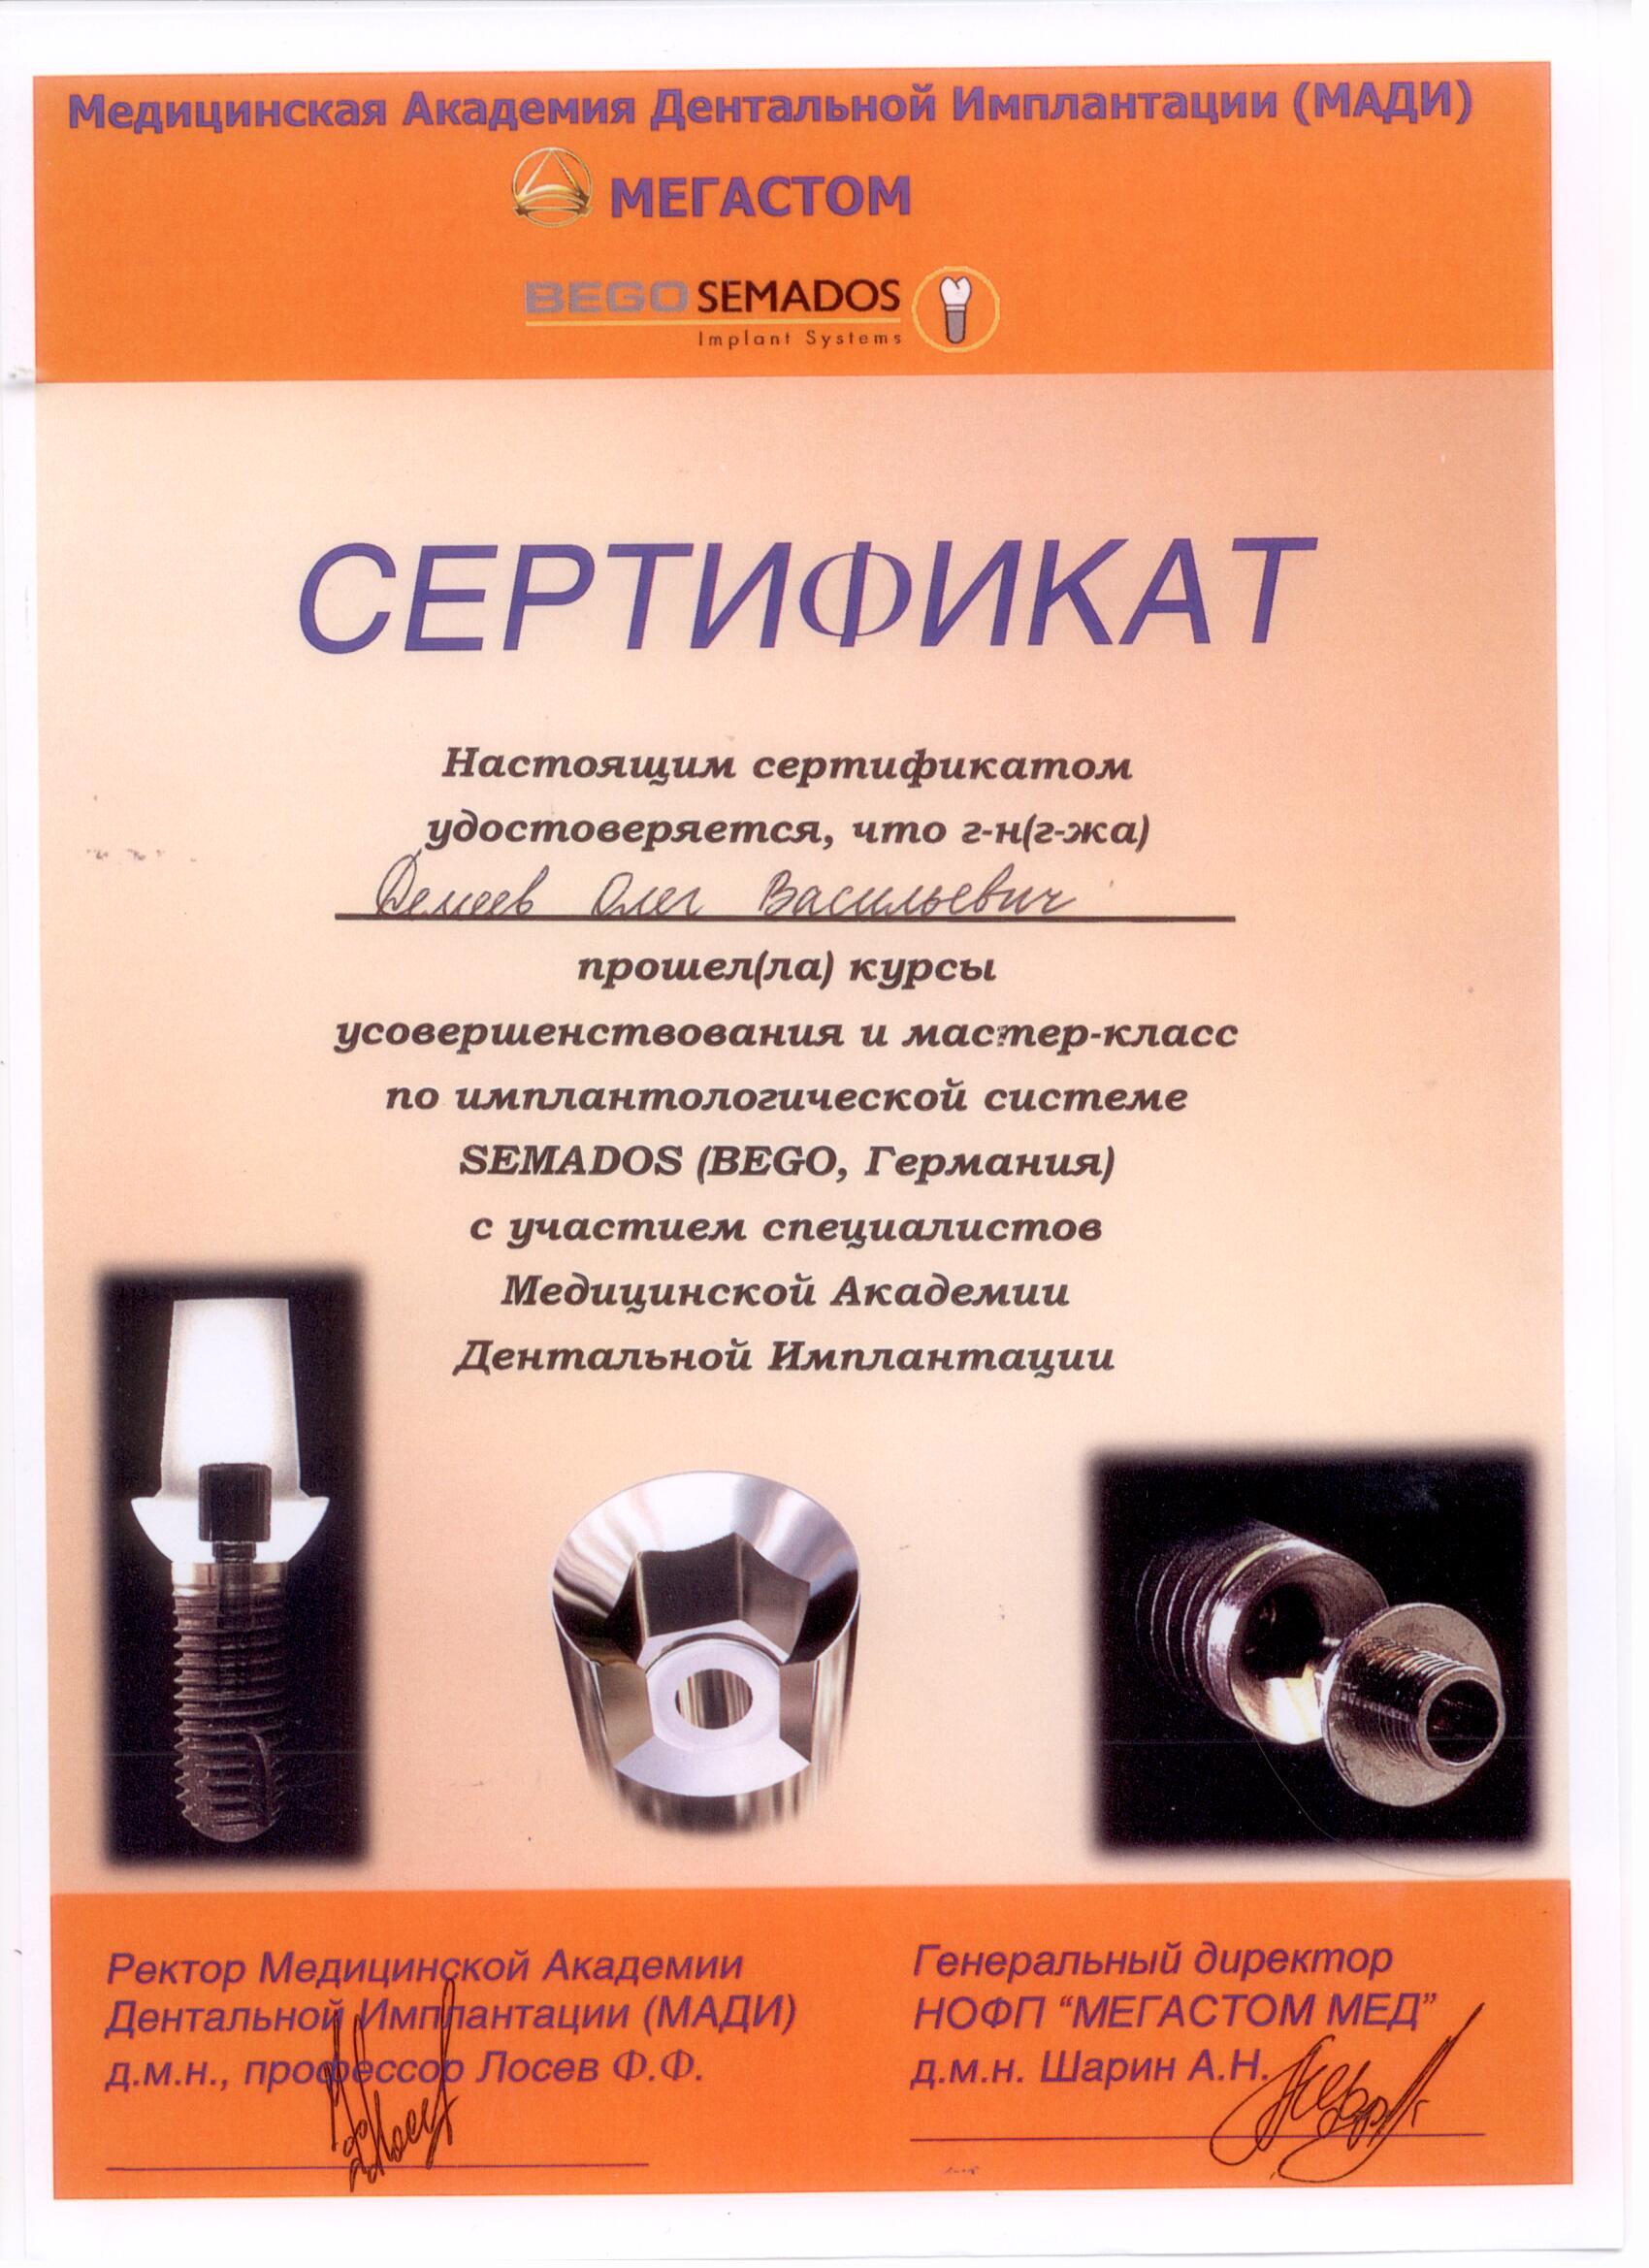 Медицинская Академия Дентальной Имплантации (МАДИ)
МЕГАСТОМ
BEGO SEMADOS
Implant Systems
СЕРТИФИКАТ
Настоящим сертификатом
удостоверяется, что г-н(г-жа)
Олег Васильевич
прошел(ла) курсы
усовершенствования и мастер-класс
по имплантологической системе
SEMADOS (BEGO, Германия)
с участием специалистов
Медицинской Академии
Дентальной Имплантации
Ректор Медицинской Академии
Дентальной Имплантации (МАДИ)
д.м.н., профессор Лосев Ф.Ф.
Генеральный директор
НОФП “МЕГАСТОМ МЕД”
д.м.н. Шарин А.Н.